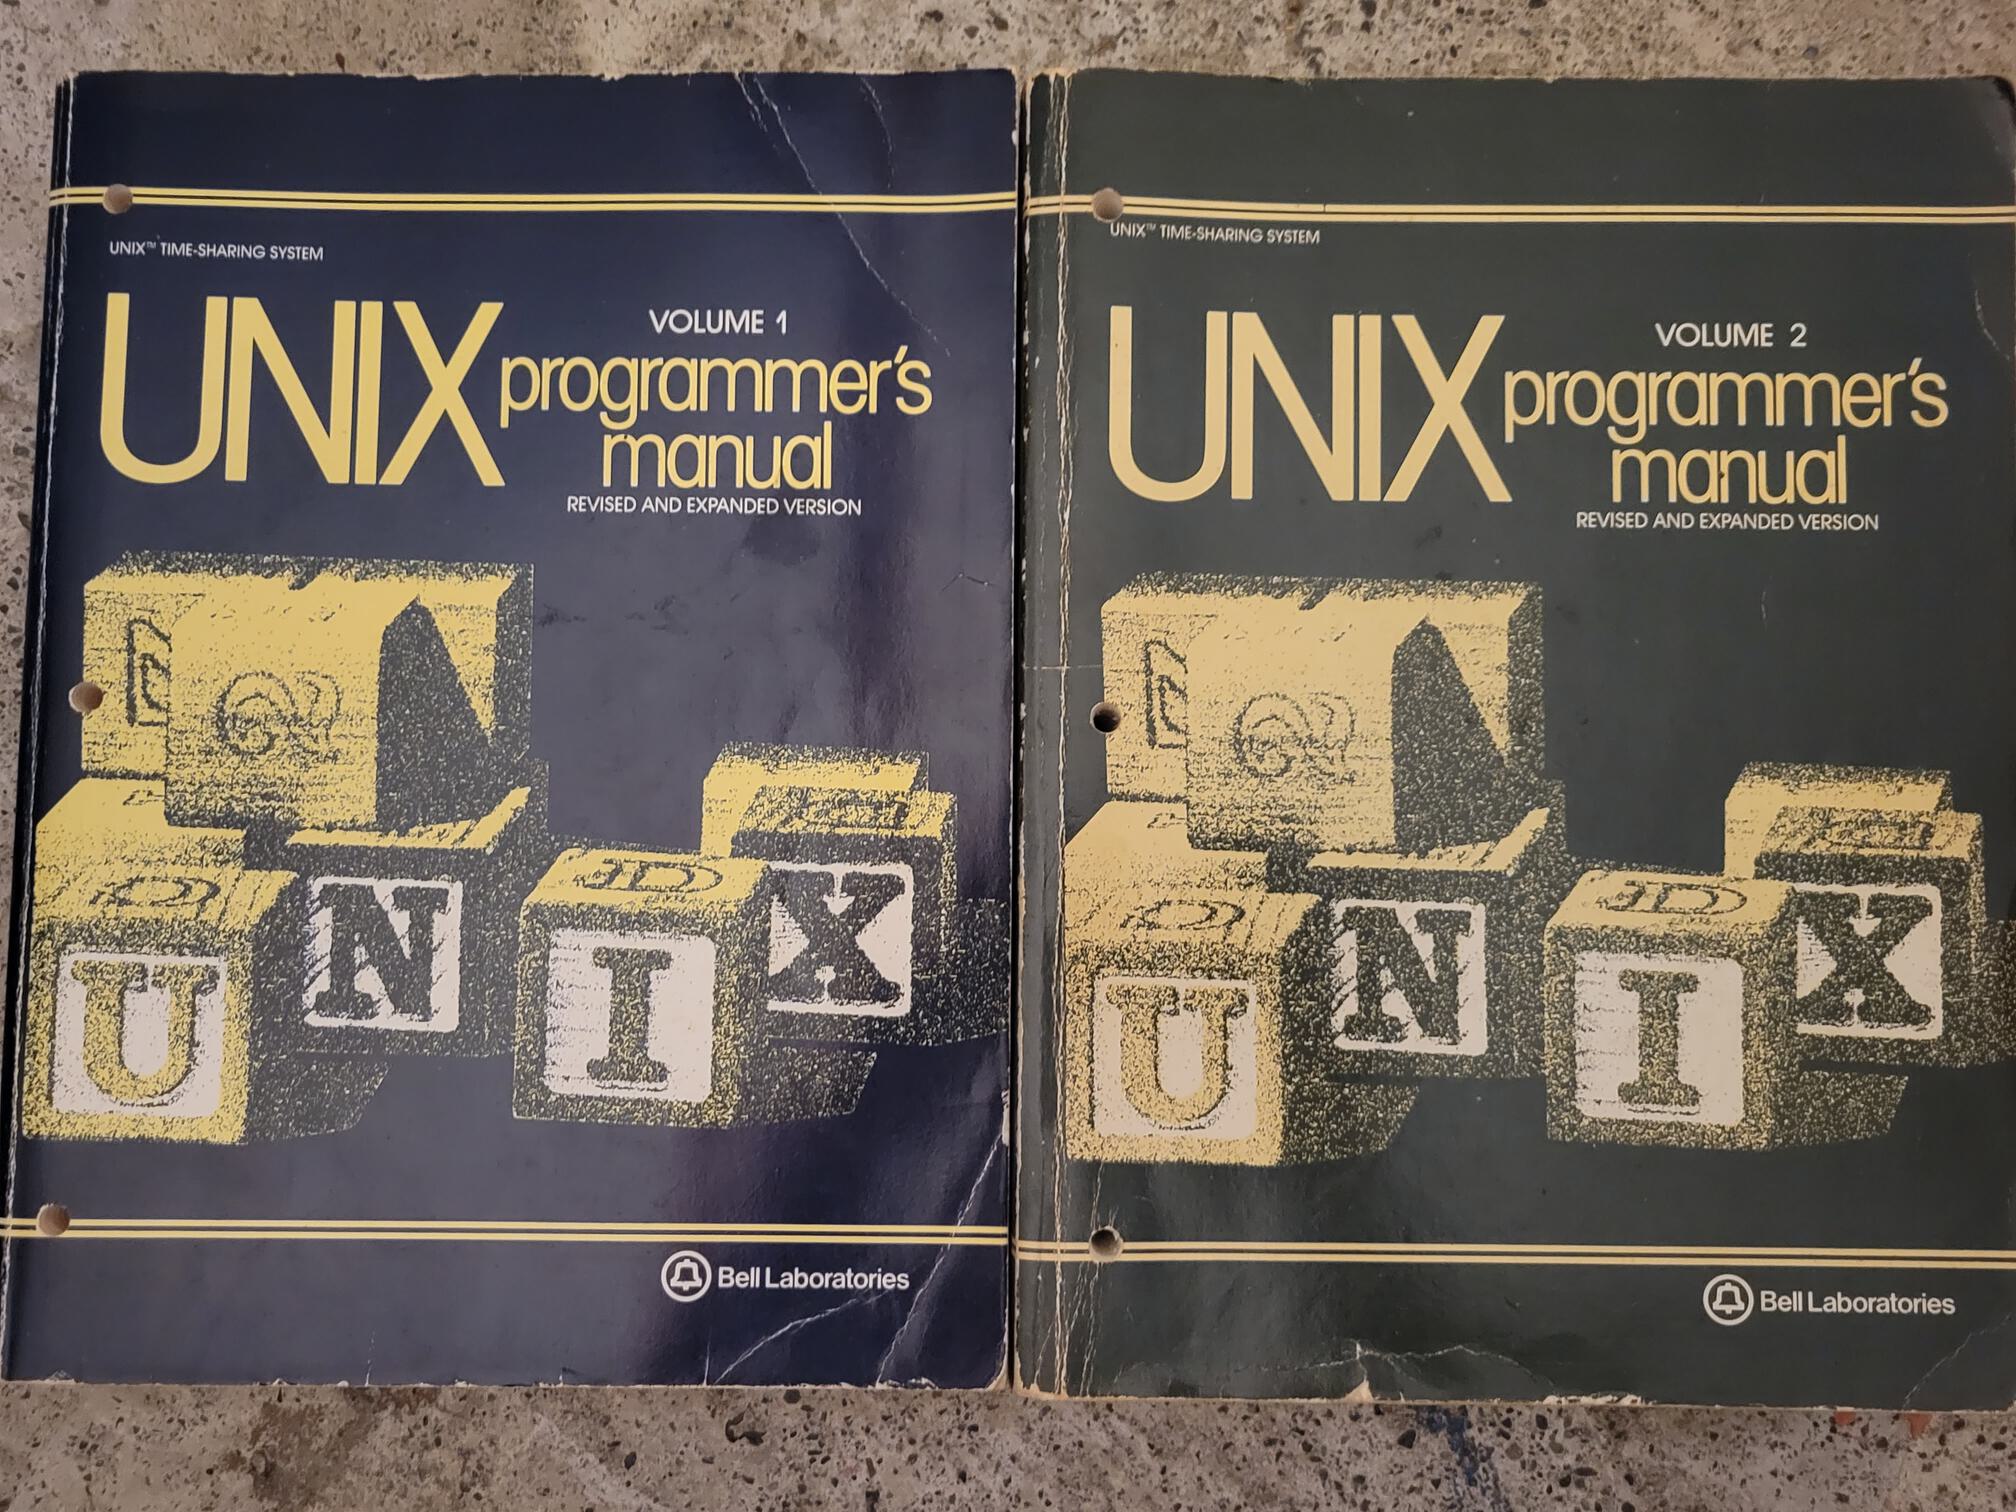 UNIX™ TIME-SHARING SYSTEM
UNIX
VOLUME 1
programmer's
manual
REVISED AND EXPANDED VERSION
U
N
I
X
D
Bell Laboratories
UNIX™ TIME-SHARING SYSTEM
UNIX
VOLUME 2
programmer's
manual
REVISED AND EXPANDED VERSION
U
N
I
X
D
Bell Laboratories